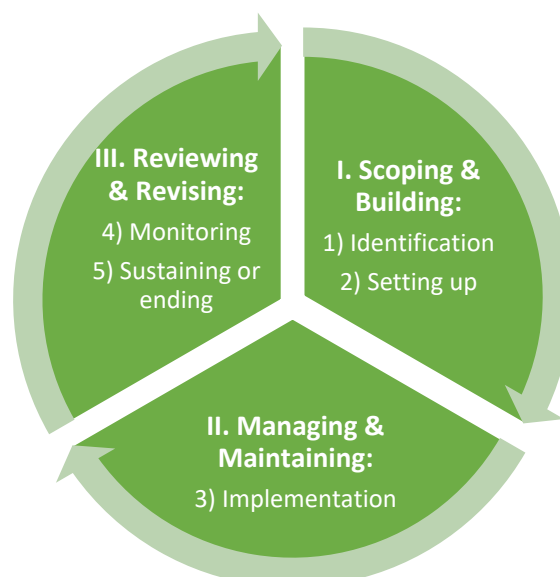 I. Scoping &
Building:
1) Identification
2) Setting up
II. Managing &
Maintaining:
3) Implementation
III. Reviewing
& Revising:
4) Monitoring
5) Sustaining or
ending